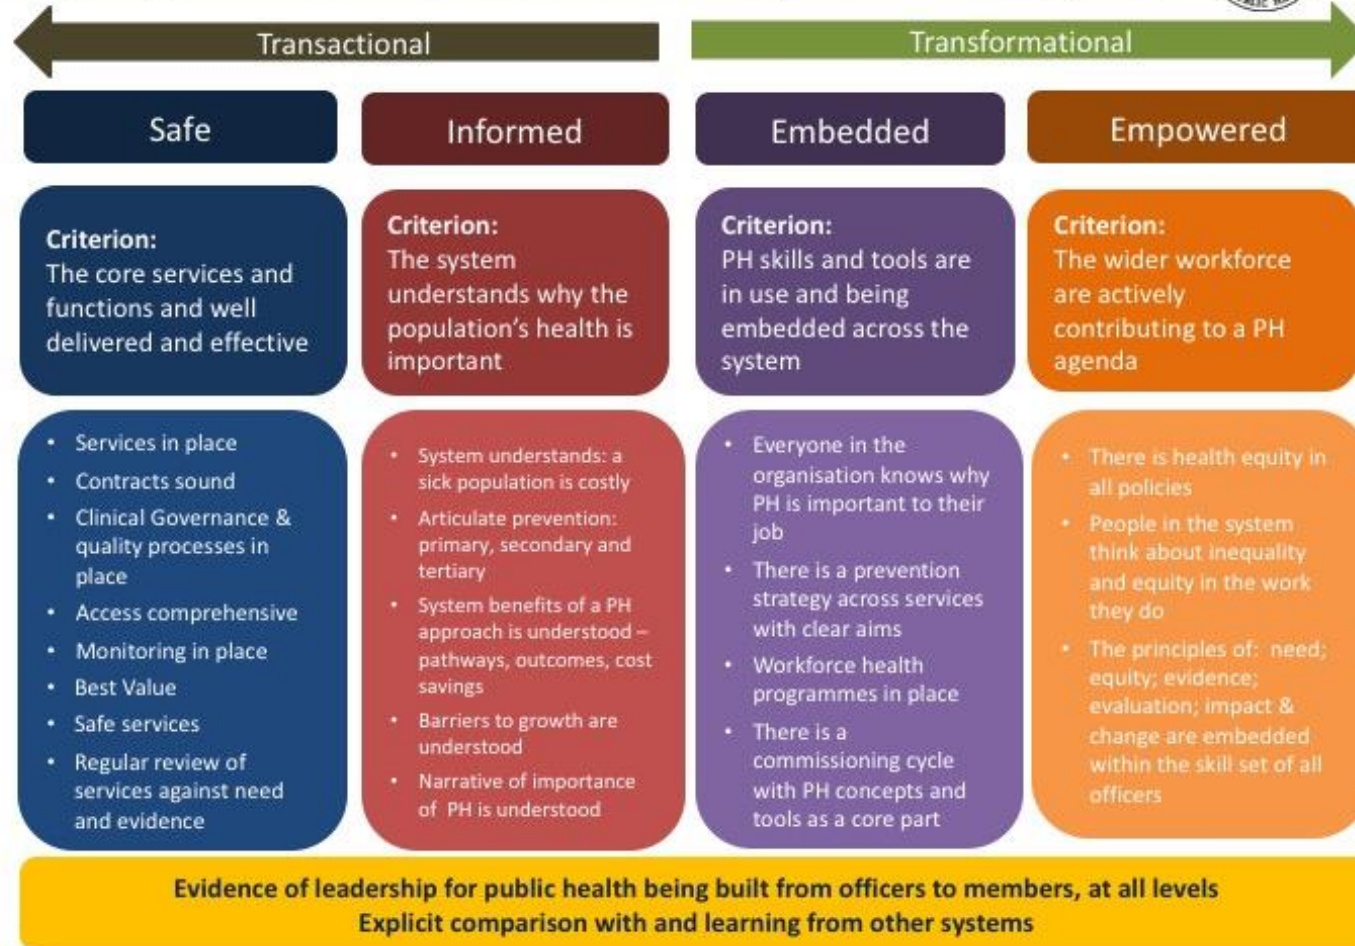 Transactional
Transformational
Safe
Informed
Embedded
Empowered
Criterion:
The core services and
functions and well
delivered and effective
Criterion:
The system
understands why the
population's health is
important
Criterion:
PH skills and tools are
in use and being
embedded across the
system
Criterion:
The wider workforce
are actively
contributing to a PH
agenda
• Services in place
• Contracts sound
• Clinical Governance &
quality processes in
place
• Access comprehensive
• Monitoring in place
• Best Value
• Safe services
• Regular review of
services against need
and evidence
• System understands: a
sick population is costly
• Articulate prevention:
primary, secondary and
tertiary
• System benefits of a PH
approach is understood –
pathways, outcomes, cost
savings
• Barriers to growth are
understood
• Narrative of importance
of PH is understood
• Everyone in the
organisation knows why
PH is important to their
job
• There is a prevention
strategy across services
with clear aims
• Workforce health
programmes in place
• There is a
commissioning cycle
with PH concepts and
tools as a core part
• There is health equity in
all policies
• People in the system
think about inequality
and equity in the work
they do
• The principles of: need;
equity; evidence;
evaluation; impact &
change are embedded
within the skill set of all
officers
Evidence of leadership for public health being built from officers to members, at all levels
Explicit comparison with and learning from other systems